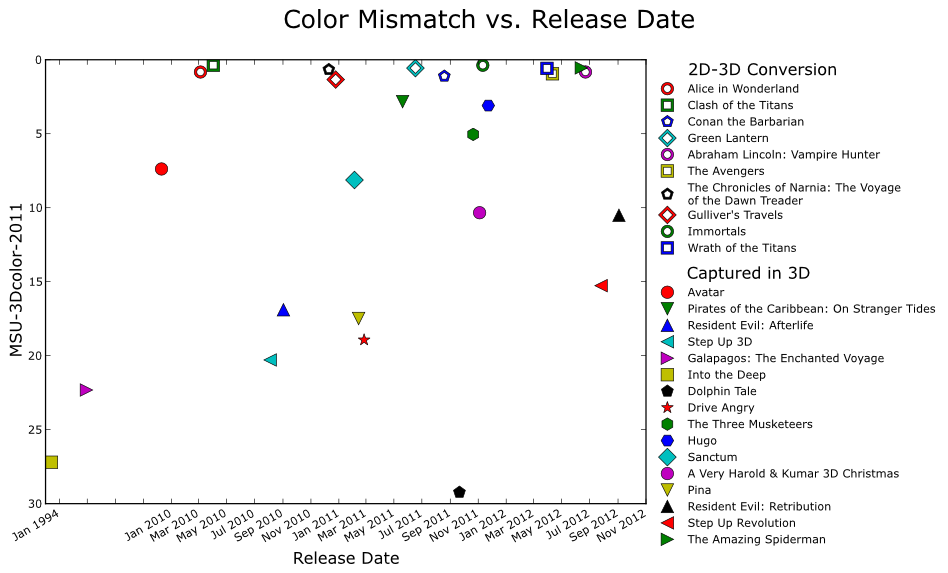 Color Mismatch vs. Release Date
0
5
10
15
20
25
30
MSU-3Dcolor-2011
Jan 1994
Jan 2010
Mar 2010
May 2010
Jul 2010
Sep 2010
Nov 2010
Jan 2011
Mar 2011
May 2011
Jul 2011
Sep 2011
Nov 2011
Jan 2012
Mar 2012
May 2012
Jul 2012
Sep 2012
Nov 2012
Release Date
2D-3D Conversion
Alice in Wonderland
Clash of the Titans
Conan the Barbarian
Green Lantern
Abraham Lincoln: Vampire Hunter
The Avengers
The Chronicles of Narnia: The Voyage
of the Dawn Treader
Gulliver's Travels
Immortals
Wrath of the Titans
Captured in 3D
Avatar
Pirates of the Caribbean: On Stranger Tides
Resident Evil: Afterlife
Step Up 3D
Galapagos: The Enchanted Voyage
Into the Deep
Dolphin Tale
Drive Angry
The Three Musketeers
Hugo
Sanctum
A Very Harold & Kumar 3D Christmas
Pina
Resident Evil: Retribution
Step Up Revolution
The Amazing Spiderman